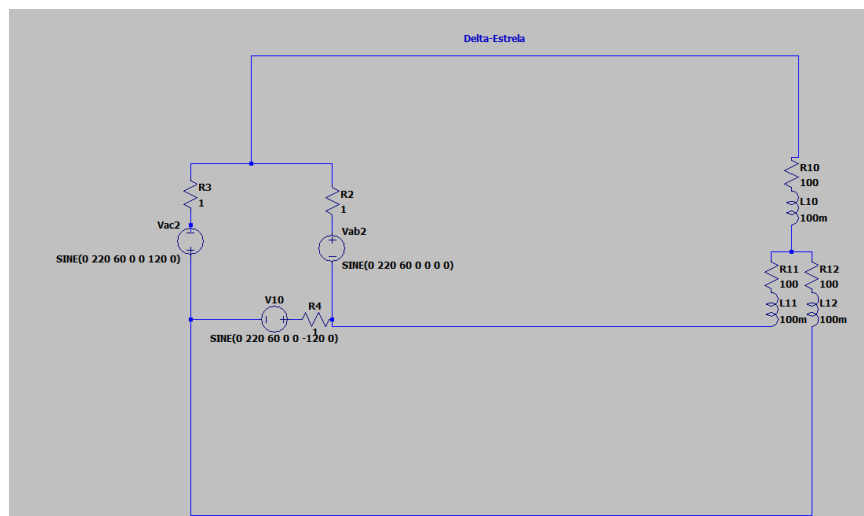 Delta-Estrela
R10
100
L10
100m
R3
1
R2
1
Vac2
Vab2
SINE(0 220 60 0 0 120 0)
SINE(0 220 60 0 0 0 0)
R11
100
R12
100
V10
R4
1
L11
100m
L12
100m
SINE(0 220 60 0 0 -120 0)